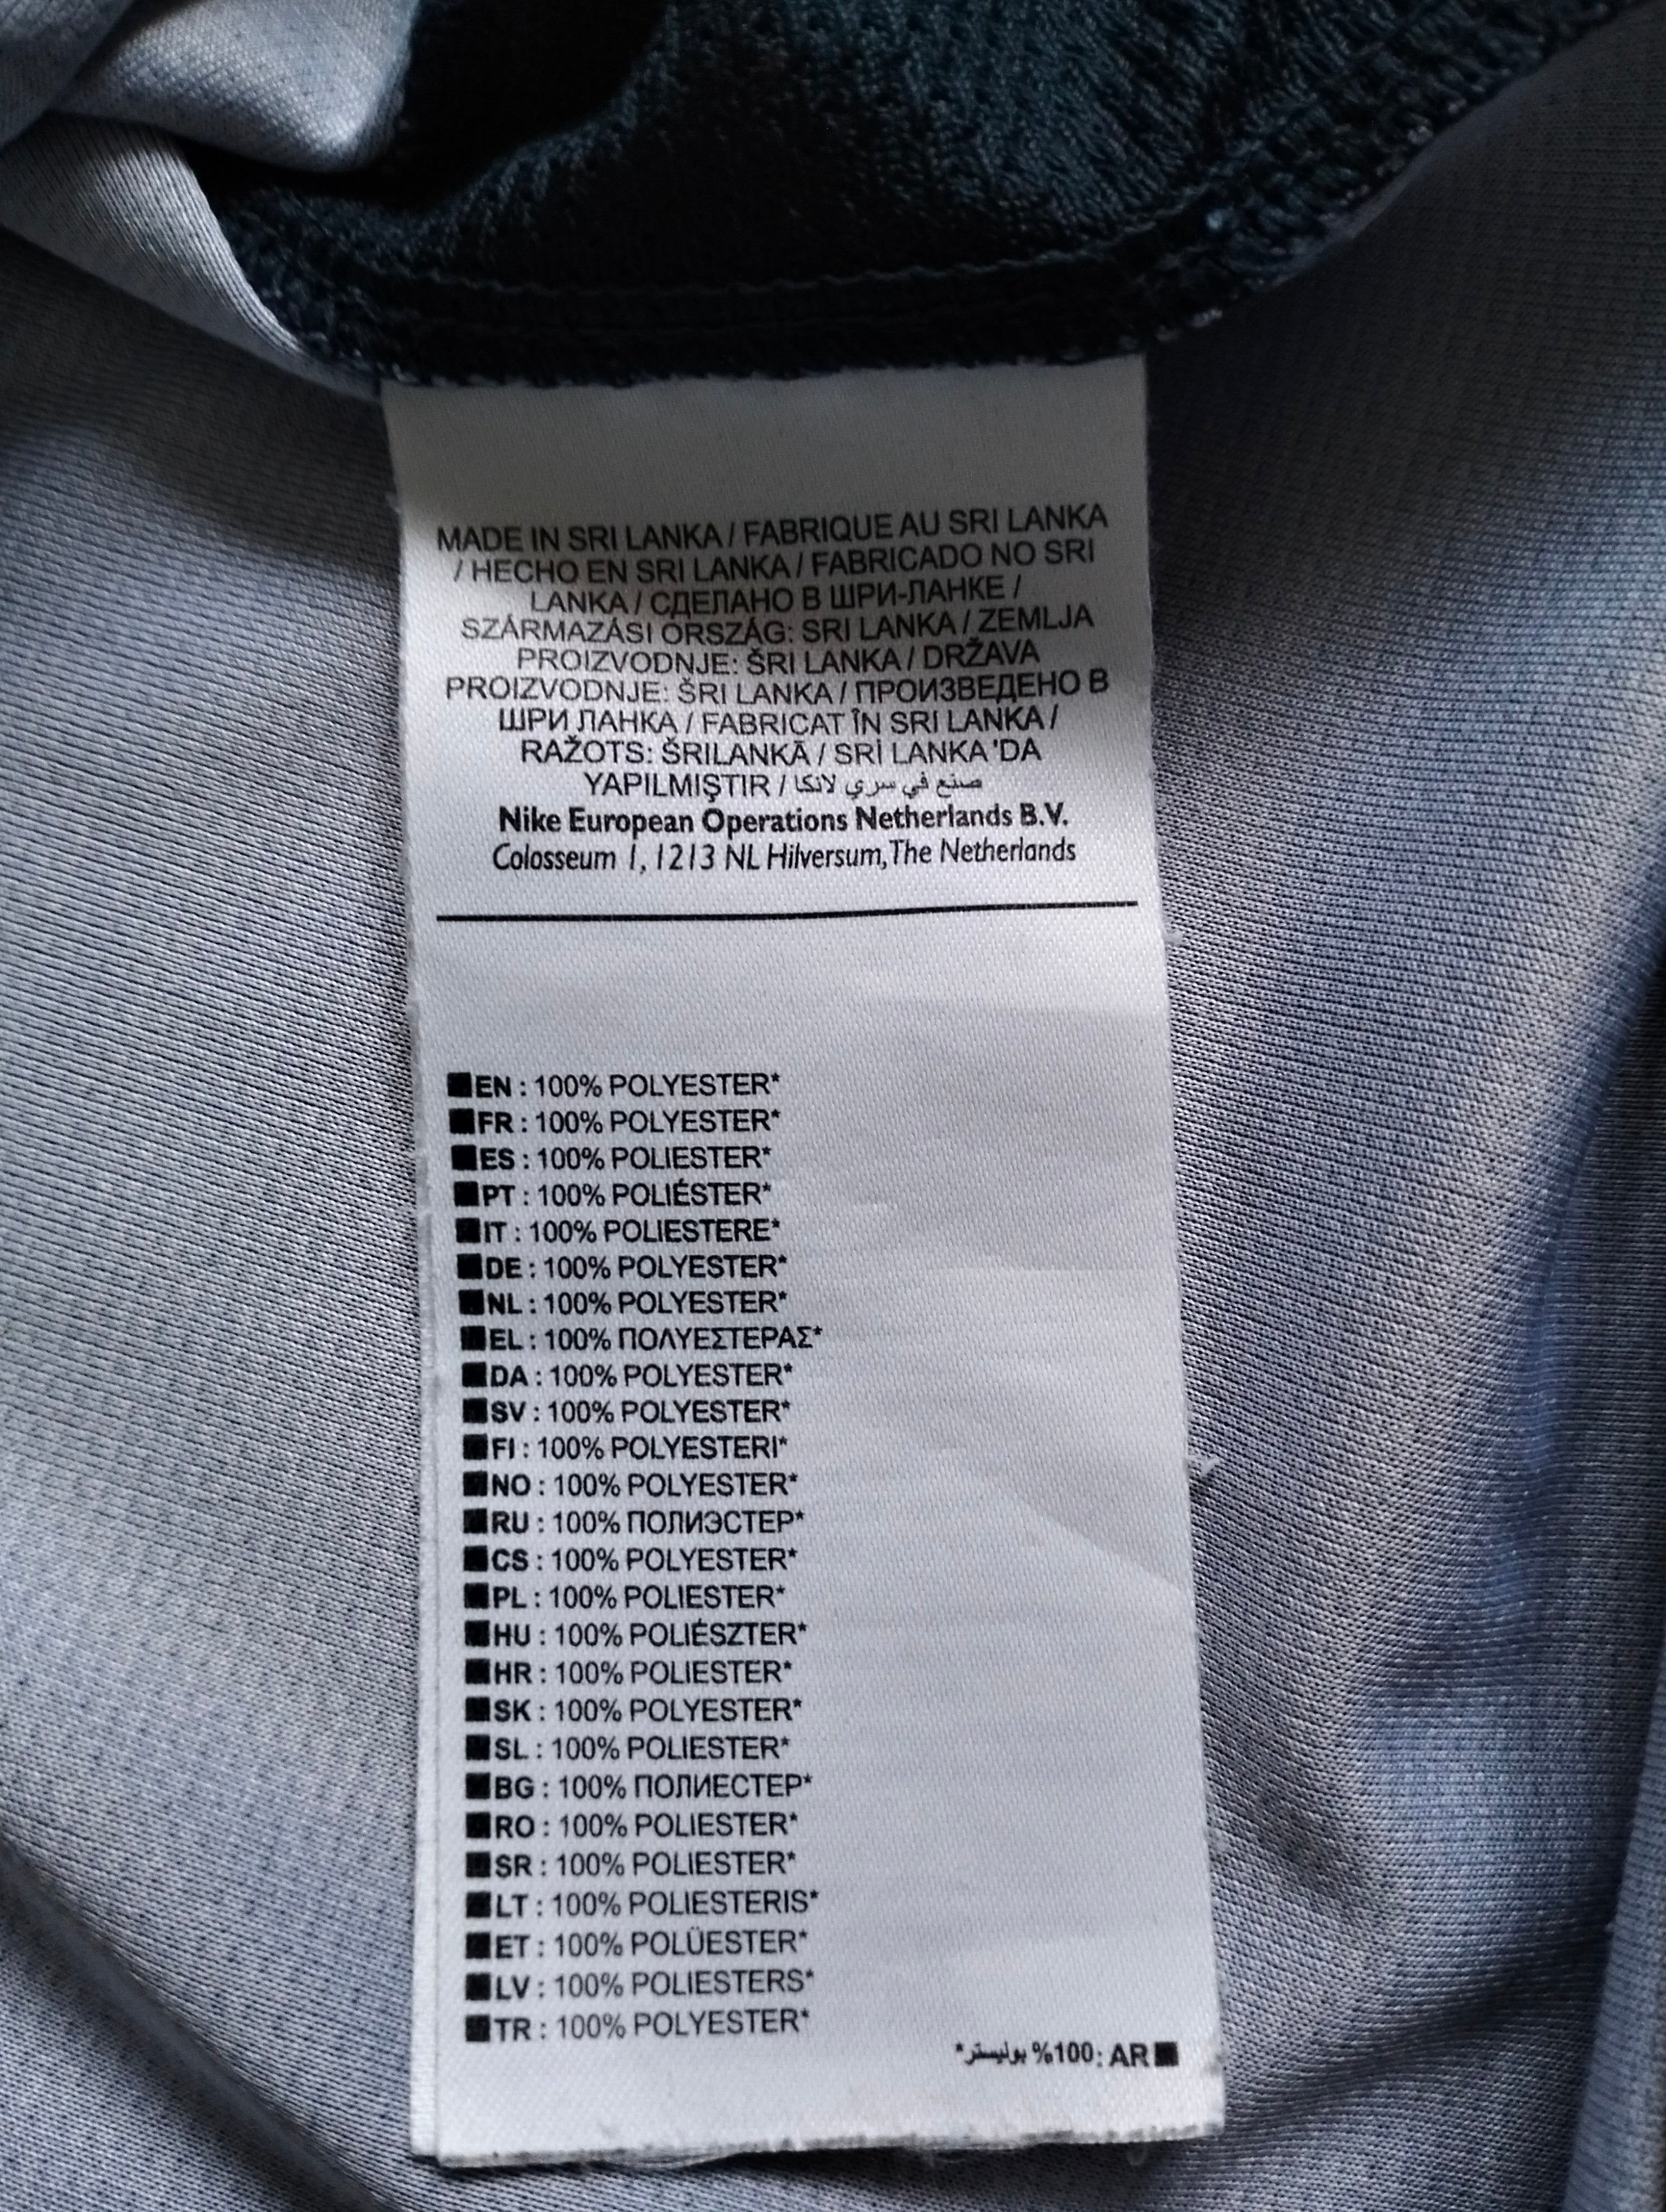 MADE IN SRI LANKA / FABRIQUE AU SRI LANKA
/ HECHO EN SRI LANKA / FABRICADO NO SRI
LANKA / СДЕЛАНО В ШРИ-ЛАНКЕ /
SZÁRMAZÁSI ORSZÁG: SRI LANKA / ZEMLJA
PROIZVODNJE: ŠRI LANKA / DRŽAVA
PROIZVODNJE: ŠRI LANKA / ПРОИЗВЕДЕНО В
ШРИ ЛАНКА / FABRICAT ÎN SRI LANKA /
RAŽOTS: ŠRILANKĀ / SRİ LANKA 'DA
YAPILMIŞTIR / صنع في سري لانكا
Nike European Operations Netherlands B.V.
Colosseum 1, 1213 NL Hilversum, The Netherlands
EN : 100% POLYESTER*
FR : 100% POLYESTER*
ES : 100% POLIESTER*
PT : 100% POLIÉSTER*
IT : 100% POLIESTERE*
DE : 100% POLYESTER*
NL : 100% POLYESTER*
EL : 100% ΠΟΛΥΕΣΤΕΡΑΣ*
DA : 100% POLYESTER*
SV : 100% POLYESTER*
FI : 100% POLYESTERI*
NO : 100% POLYESTER*
RU : 100% ПОЛИЭСТЕР*
CS : 100% POLYESTER*
PL : 100% POLIESTER*
HU : 100% POLIÉSZTER*
HR : 100% POLIESTER*
SK : 100% POLYESTER*
SL : 100% POLIESTER*
BG : 100% ПОЛИЕСТЕР*
RO : 100% POLIESTER*
SR : 100% POLIESTER*
LT : 100% POLIESTERIS*
ET : 100% POLÜESTER*
LV : 100% POLIESTERS*
TR : 100% POLYESTER*
AR : 100% بوليستر*